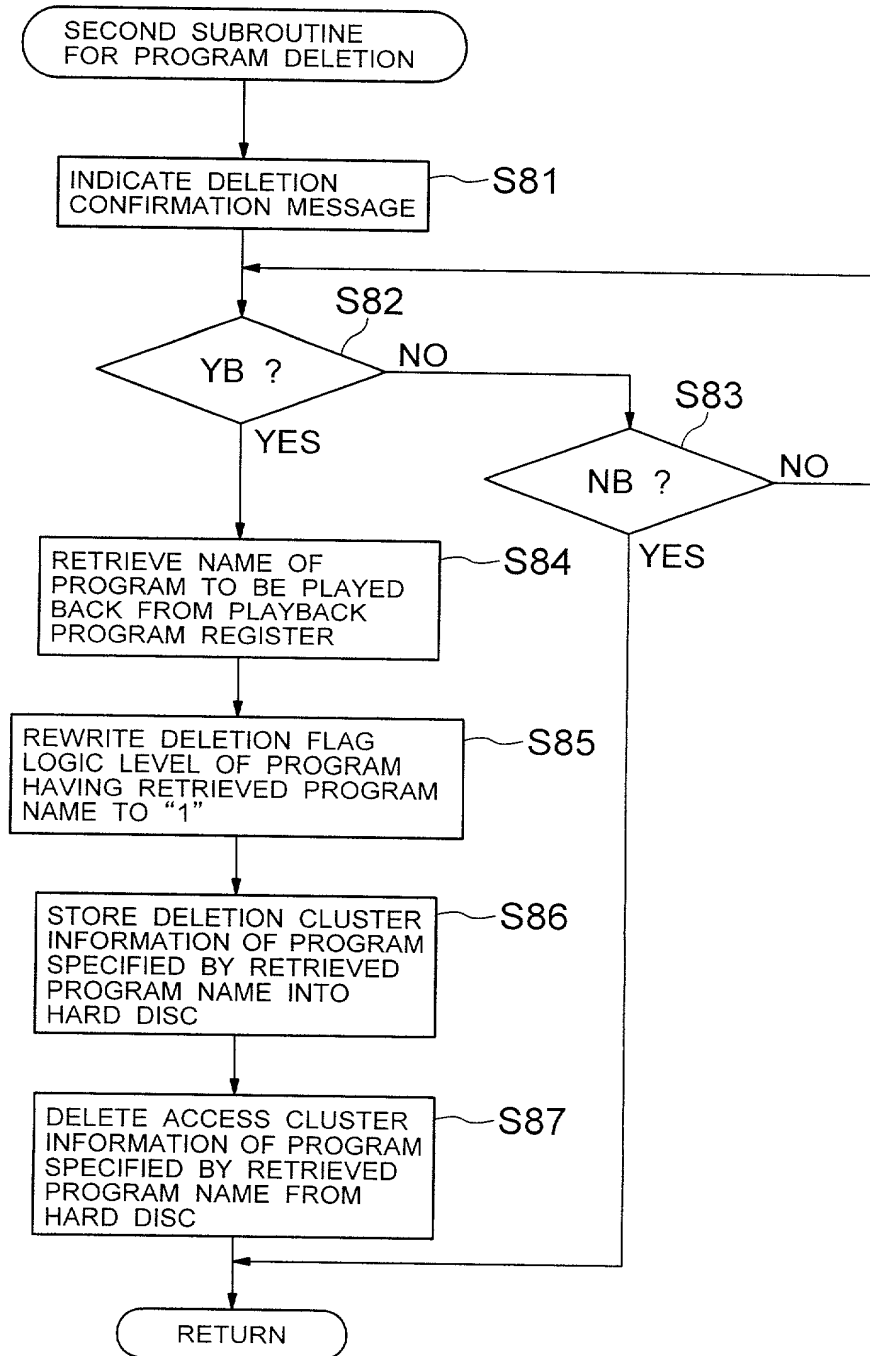 SECOND SUBROUTINE
FOR PROGRAM DELETION
INDICATE DELETION
CONFIRMATION MESSAGE
S81
S82
YB ?
NO
YES
S83
NB ?
NO
YES
RETRIEVE NAME OF
PROGRAM TO BE PLAYED
BACK FROM PLAYBACK
PROGRAM REGISTER
S84
REWRITE DELETION FLAG
LOGIC LEVEL OF PROGRAM
HAVING RETRIEVED PROGRAM
NAME TO “1”
S85
STORE DELETION CLUSTER
INFORMATION OF PROGRAM
SPECIFIED BY RETRIEVED
PROGRAM NAME INTO
HARD DISC
S86
DELETE ACCESS CLUSTER
INFORMATION OF PROGRAM
SPECIFIED BY RETRIEVED
PROGRAM NAME FROM
HARD DISC
S87
RETURN